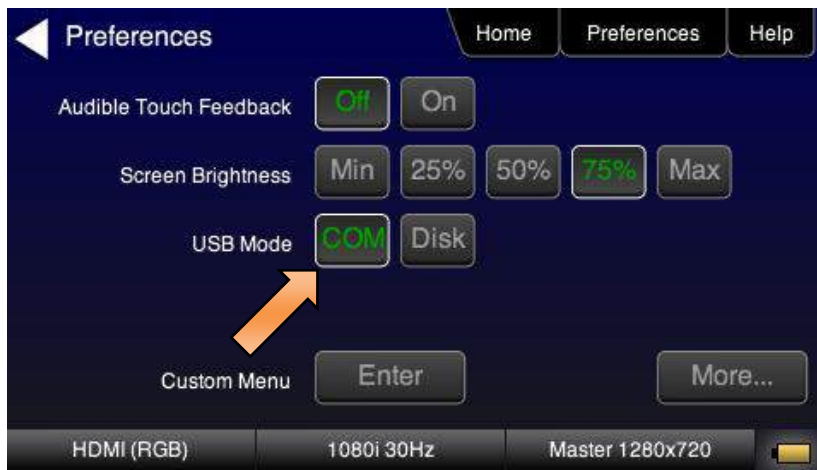 Preferences Home Preferences Help
Audible Touch Feedback Off On
Screen Brightness Min 25% 50% 75% Max
USB Mode COM Disk
Custom Menu Enter More...
HDMI (RGB) 1080i 30Hz Master 1280x720